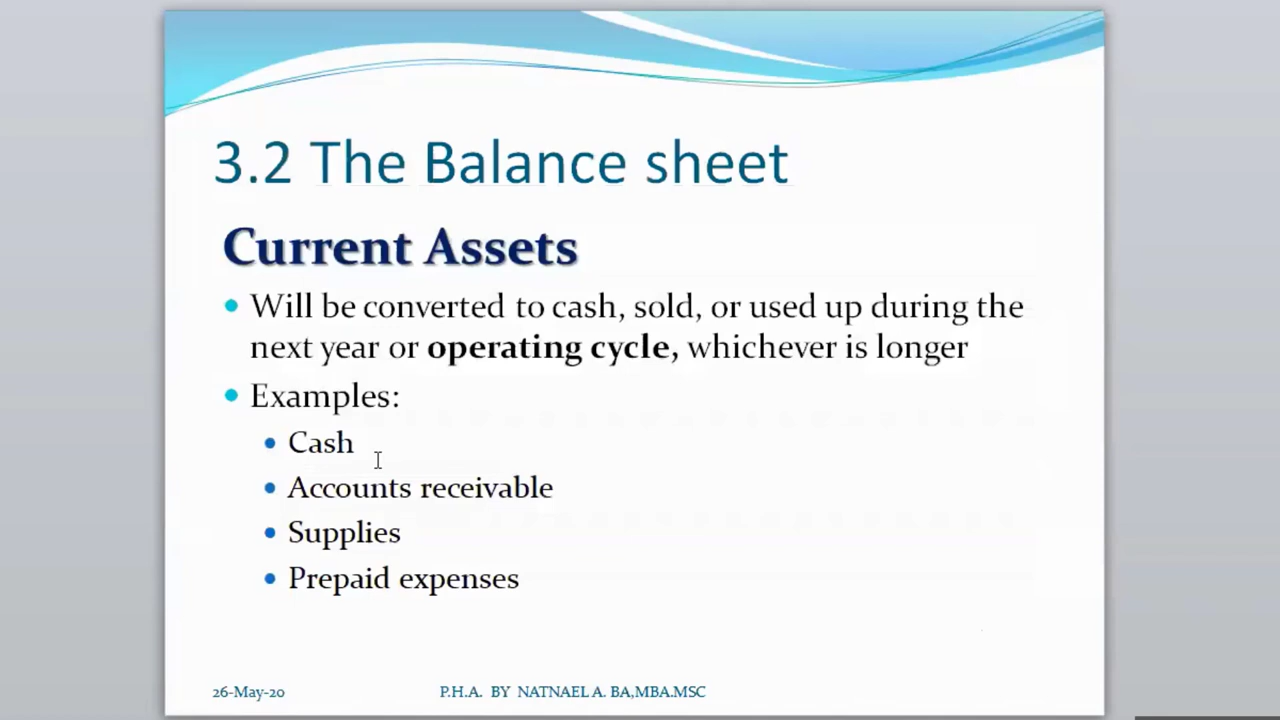 3.2 The Balance sheet
Current Assets
• Will be converted to cash, sold, or used up during the
next year or operating cycle, whichever is longer
• Examples:
• Cash
• Accounts receivable
• Supplies
• Prepaid expenses
26-May-20 P.H.A. BY NATNAEL A. BA,MBA.MSC